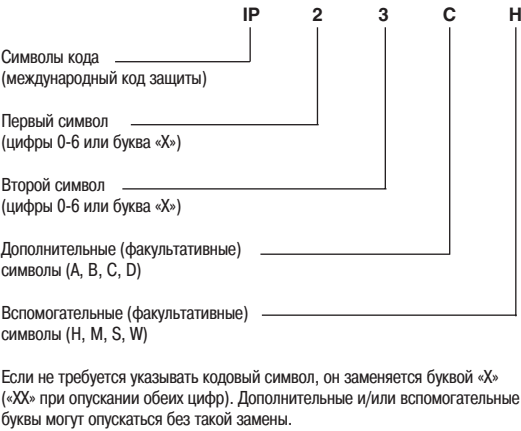 IP 2 3 C H
Символы кода
(международный код защиты)
Первый символ
(цифры 0-6 или буква «X»)
Второй символ
(цифры 0-6 или буква «X»)
Дополнительные (факультативные)
символы (A, B, C, D)
Вспомогательные (факультативные)
символы (H, M, S, W)
Если не требуется указывать кодовый символ, он заменяется буквой «X»
(«XX» при опускании обеих цифр). Дополнительные и/или вспомогательные
буквы могут опускаться без такой замены.